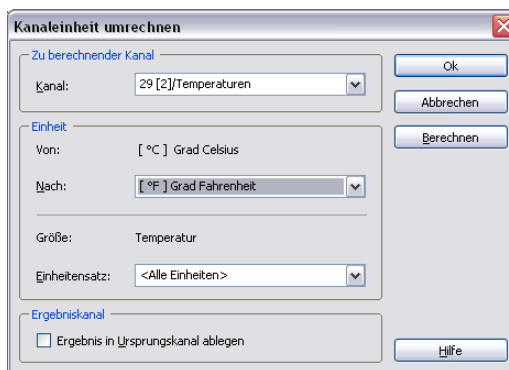 Kanaleinheit umrechnen
Zu berechnender Kanal
Kanal: 29 [2]/Temperaturen
Ok
Abbrechen
Berechnen
Einheit
Von: [ °C ] Grad Celsius
Nach: [ °F ] Grad Fahrenheit
Größe: Temperatur
Einheitensatz: <Alle Einheiten>
Ergebniskanal
Ergebnis in Ursprungskanal ablegen
Hilfe